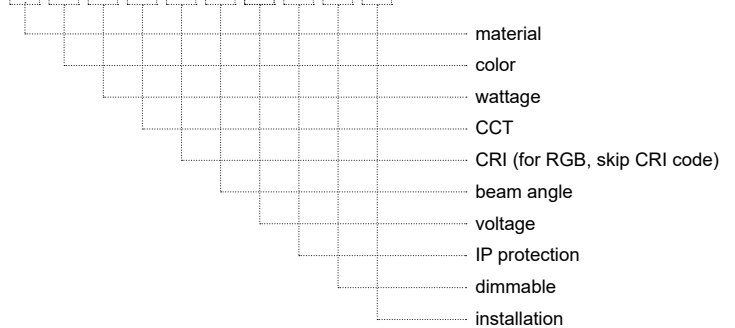 material
color
wattage
CCT
CRI (for RGB, skip CRI code)
beam angle
voltage
IP protection
dimmable
installation